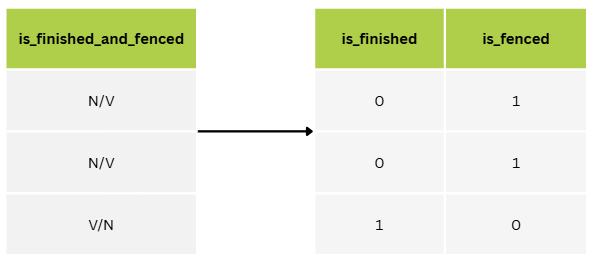 is_finished_and_fenced is_finished is_fenced
N/V 0 1
N/V 0 1
V/N 1 0